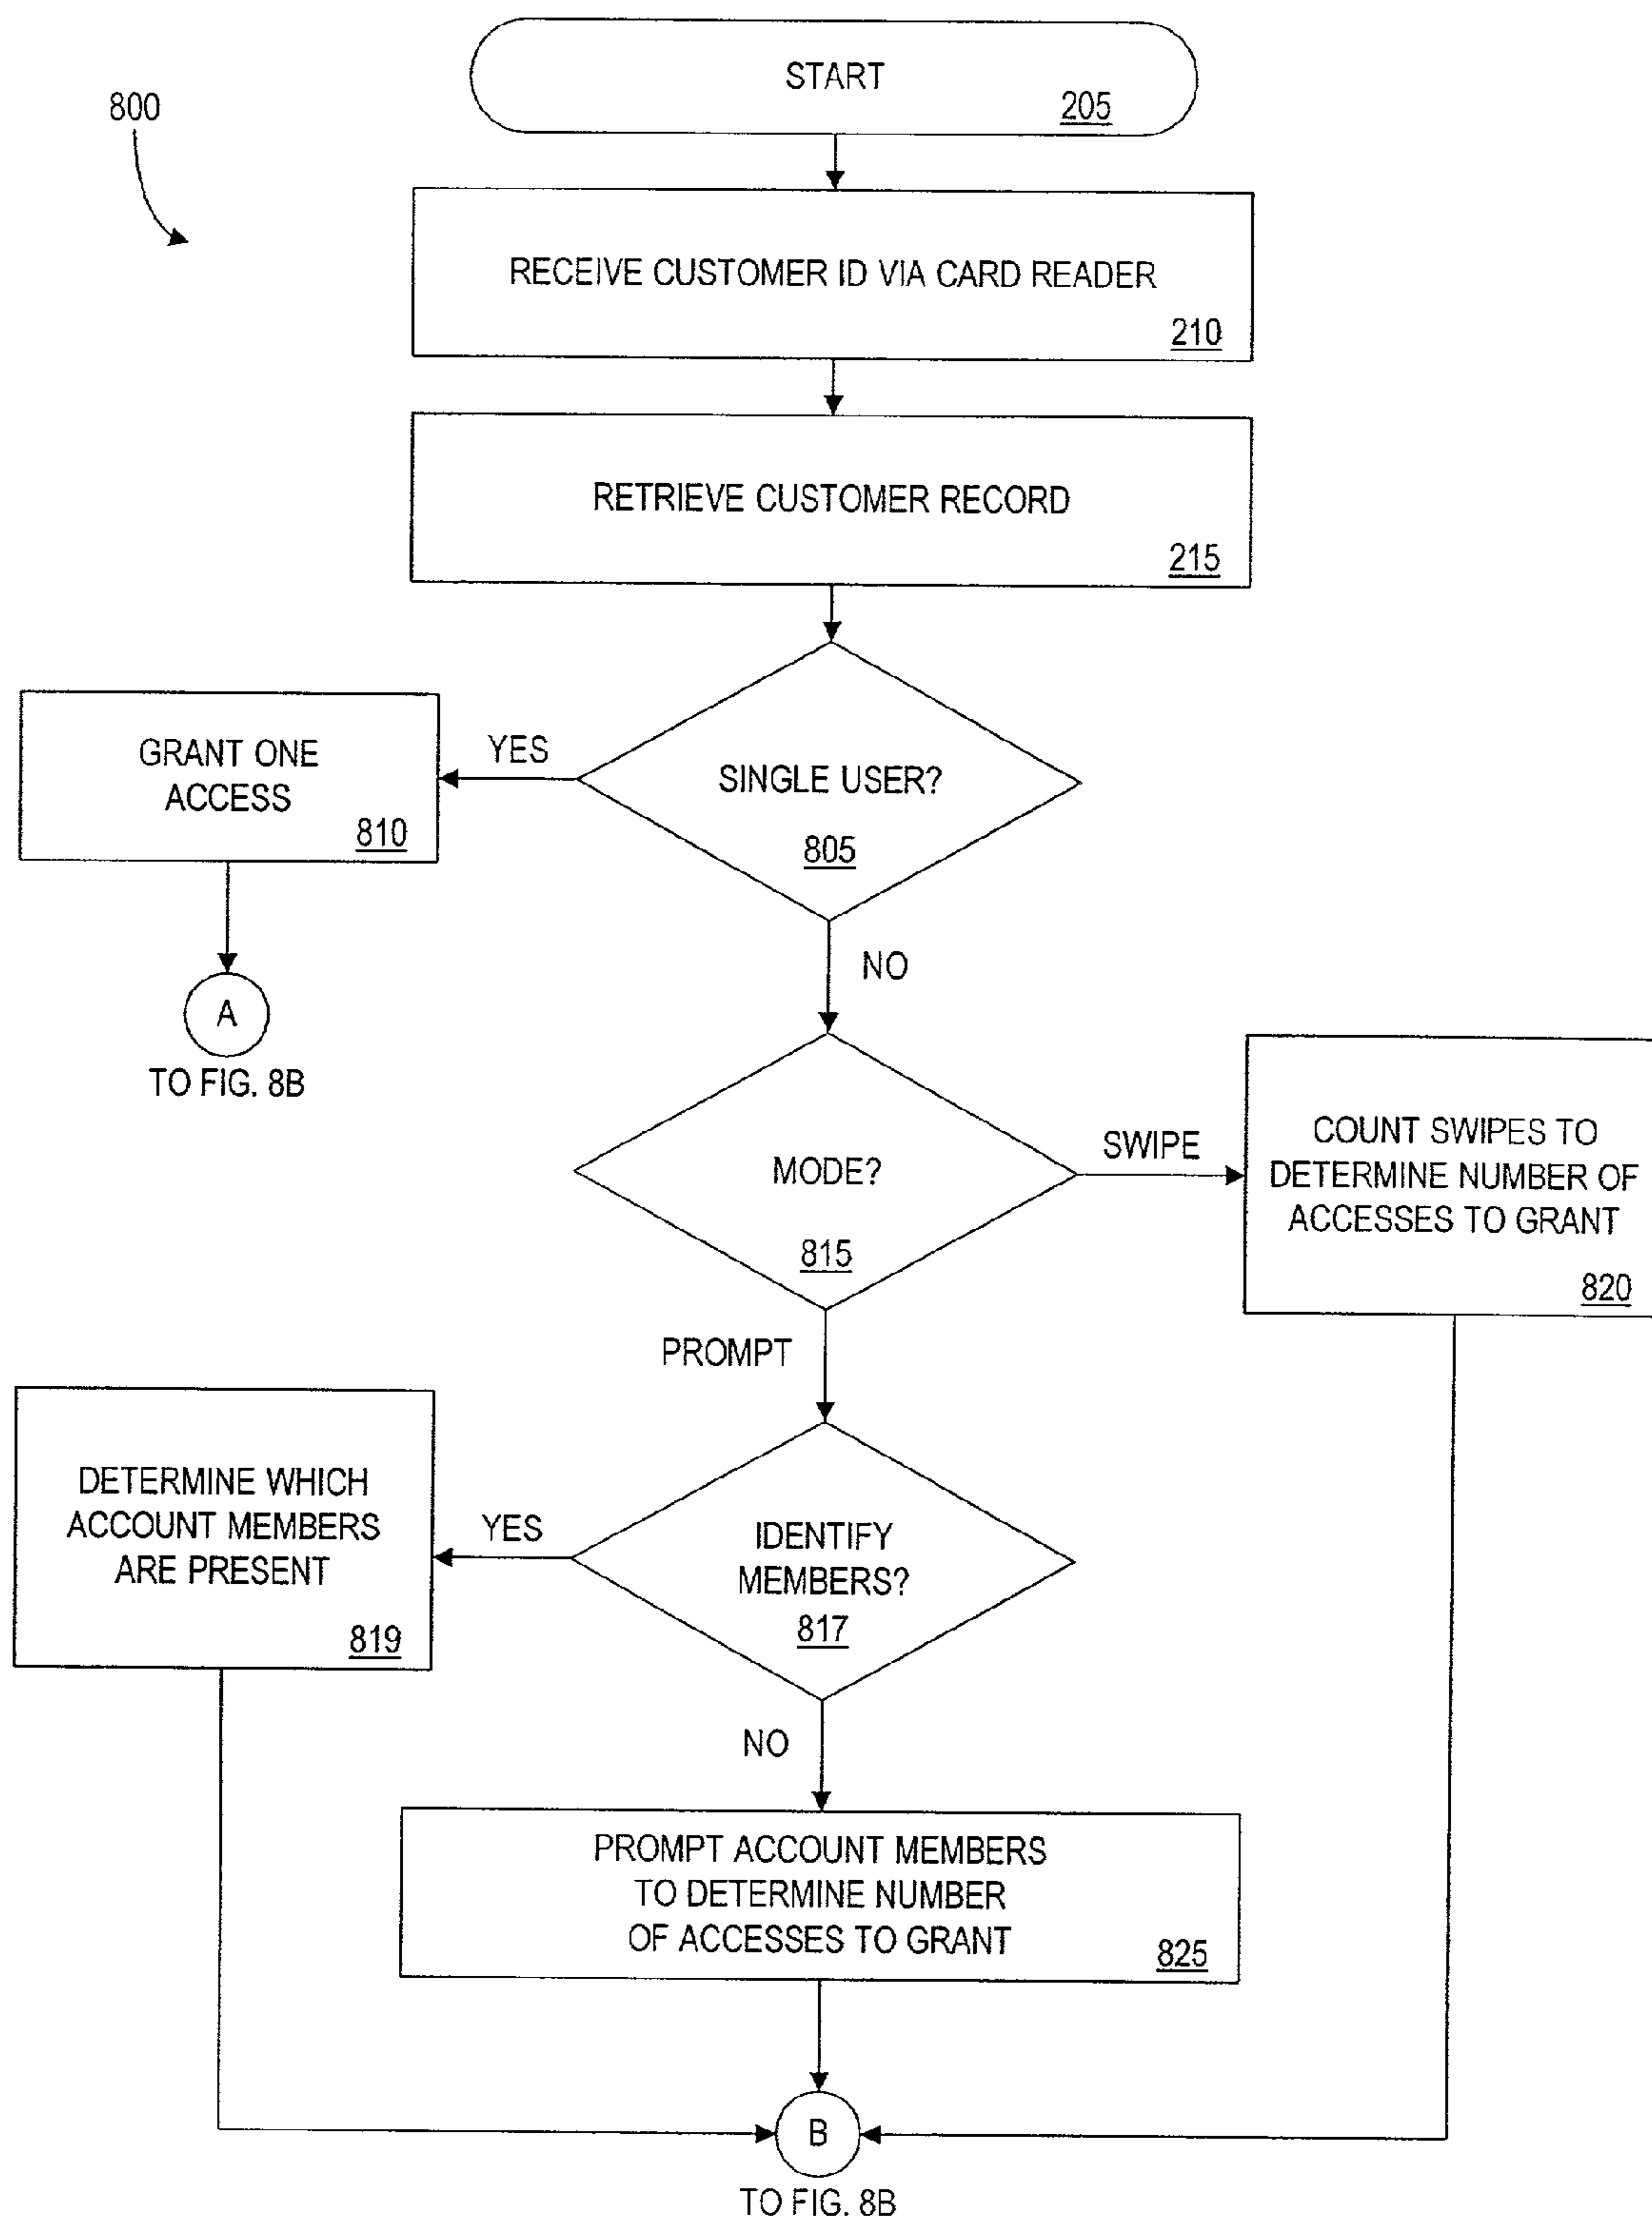 START
205
800
RECEIVE CUSTOMER ID VIA CARD READER
210
RETRIEVE CUSTOMER RECORD
215
GRANT ONE
ACCESS
810
YES
SINGLE USER?
805
NO
A
TO FIG. 8B
MODE?
815
SWIPE
COUNT SWIPES TO
DETERMINE NUMBER OF
ACCESSES TO GRANT
820
PROMPT
DETERMINE WHICH
ACCOUNT MEMBERS
ARE PRESENT
819
YES
IDENTIFY
MEMBERS?
817
NO
PROMPT ACCOUNT MEMBERS
TO DETERMINE NUMBER
OF ACCESSES TO GRANT
825
B
TO FIG. 8B